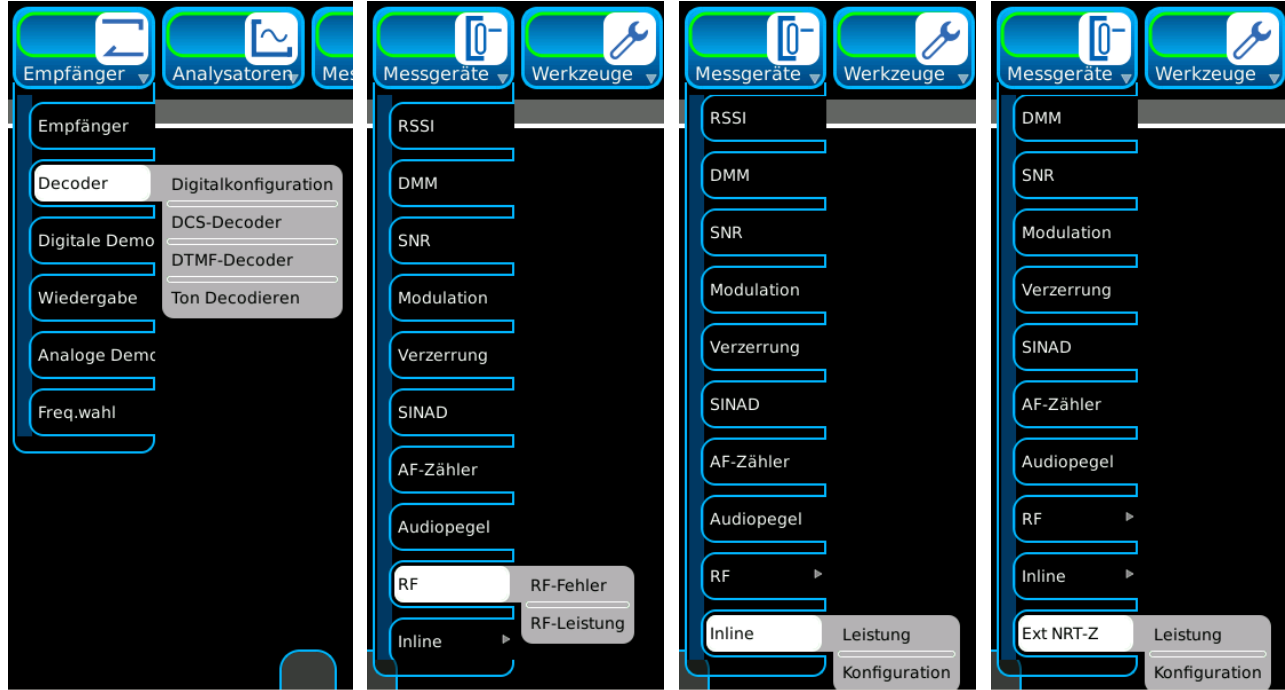 Empfänger
Analysatoren
Empfänger
Decoder
Digitalkonfiguration
DCS-Decoder
Digitale Demo
DTMF-Decoder
Wiedergabe
Ton Decodieren
Analoge Demo
Freq.wahl
Messgeräte
Werkzeuge
RSSI
DMM
SNR
Modulation
Verzerrung
SINAD
AF-Zähler
Audiopegel
RF
RF-Fehler
RF-Leistung
Inline
Messgeräte
Werkzeuge
RSSI
DMM
SNR
Modulation
Verzerrung
SINAD
AF-Zähler
Audiopegel
RF
Inline
Leistung
Konfiguration
Messgeräte
Werkzeuge
DMM
SNR
Modulation
Verzerrung
SINAD
AF-Zähler
Audiopegel
RF
Inline
Ext NRT-Z
Leistung
Konfiguration